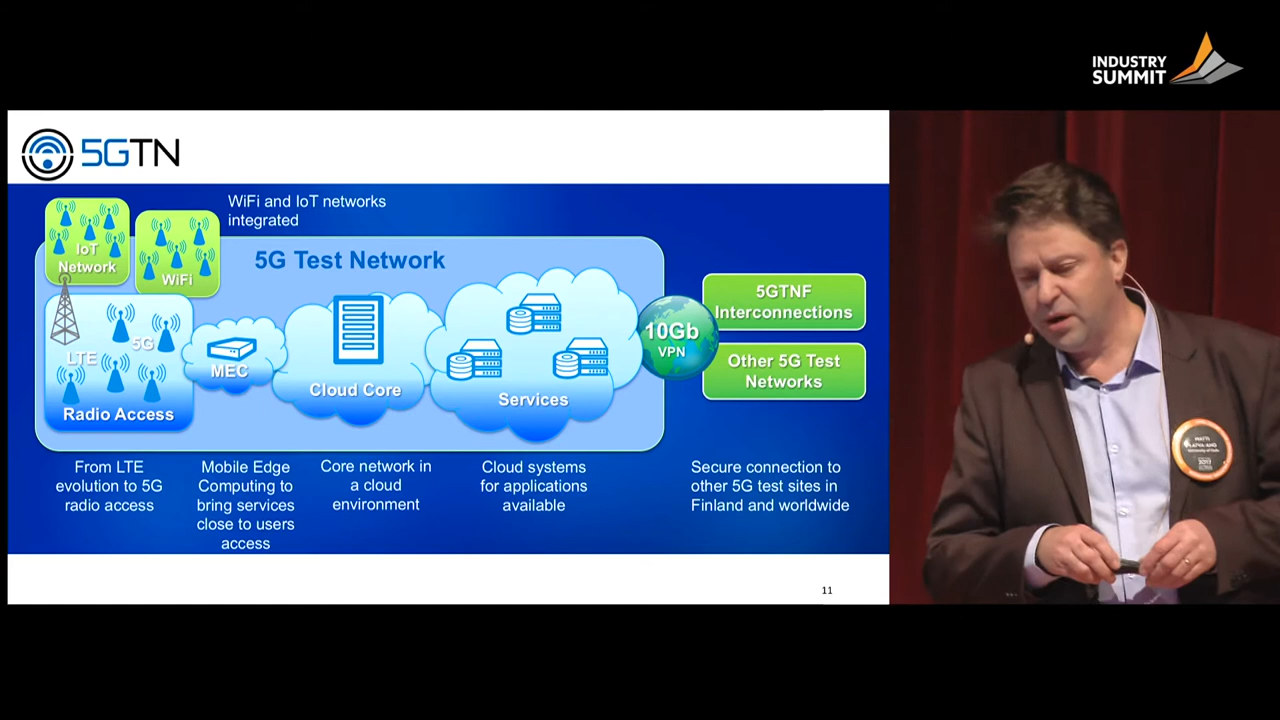 INDUSTRY
SUMMIT
5GTN
WiFi and IoT networks
integrated
IoT
Network
WiFi
5G Test Network
LTE
5G
Radio Access
MEC
Cloud Core
Services
10Gb
VPN
5GTNF
Interconnections
Other 5G Test
Networks
From LTE
evolution to 5G
radio access
Mobile Edge
Computing to
bring services
close to users
access
Core network in
a cloud
environment
Cloud systems
for applications
available
Secure connection to
other 5G test sites in
Finland and worldwide
11
MATTI
2017